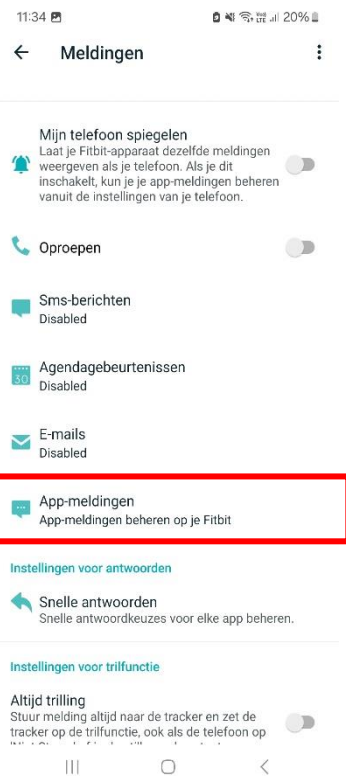 11:34 20%
Meldingen
Mijn telefoon spiegelen
Laat je Fitbit-apparaat dezelfde meldingen
weergeven als je telefoon. Als je dit
inschakelt, kun je je app-meldingen beheren
vanuit de instellingen van je telefoon.
Oproepen
Sms-berichten
Disabled
30
Agendagebeurtenissen
Disabled
E-mails
Disabled
App-meldingen
App-meldingen beheren op je Fitbit
Instellingen voor antwoorden
Snelle antwoorden
Snelle antwoordkeuzes voor elke app beheren.
Instellingen voor trilfunctie
Altijd trilling
Stuur melding altijd naar de tracker en zet de
tracker op de trilfunctie, ook als de telefoon op